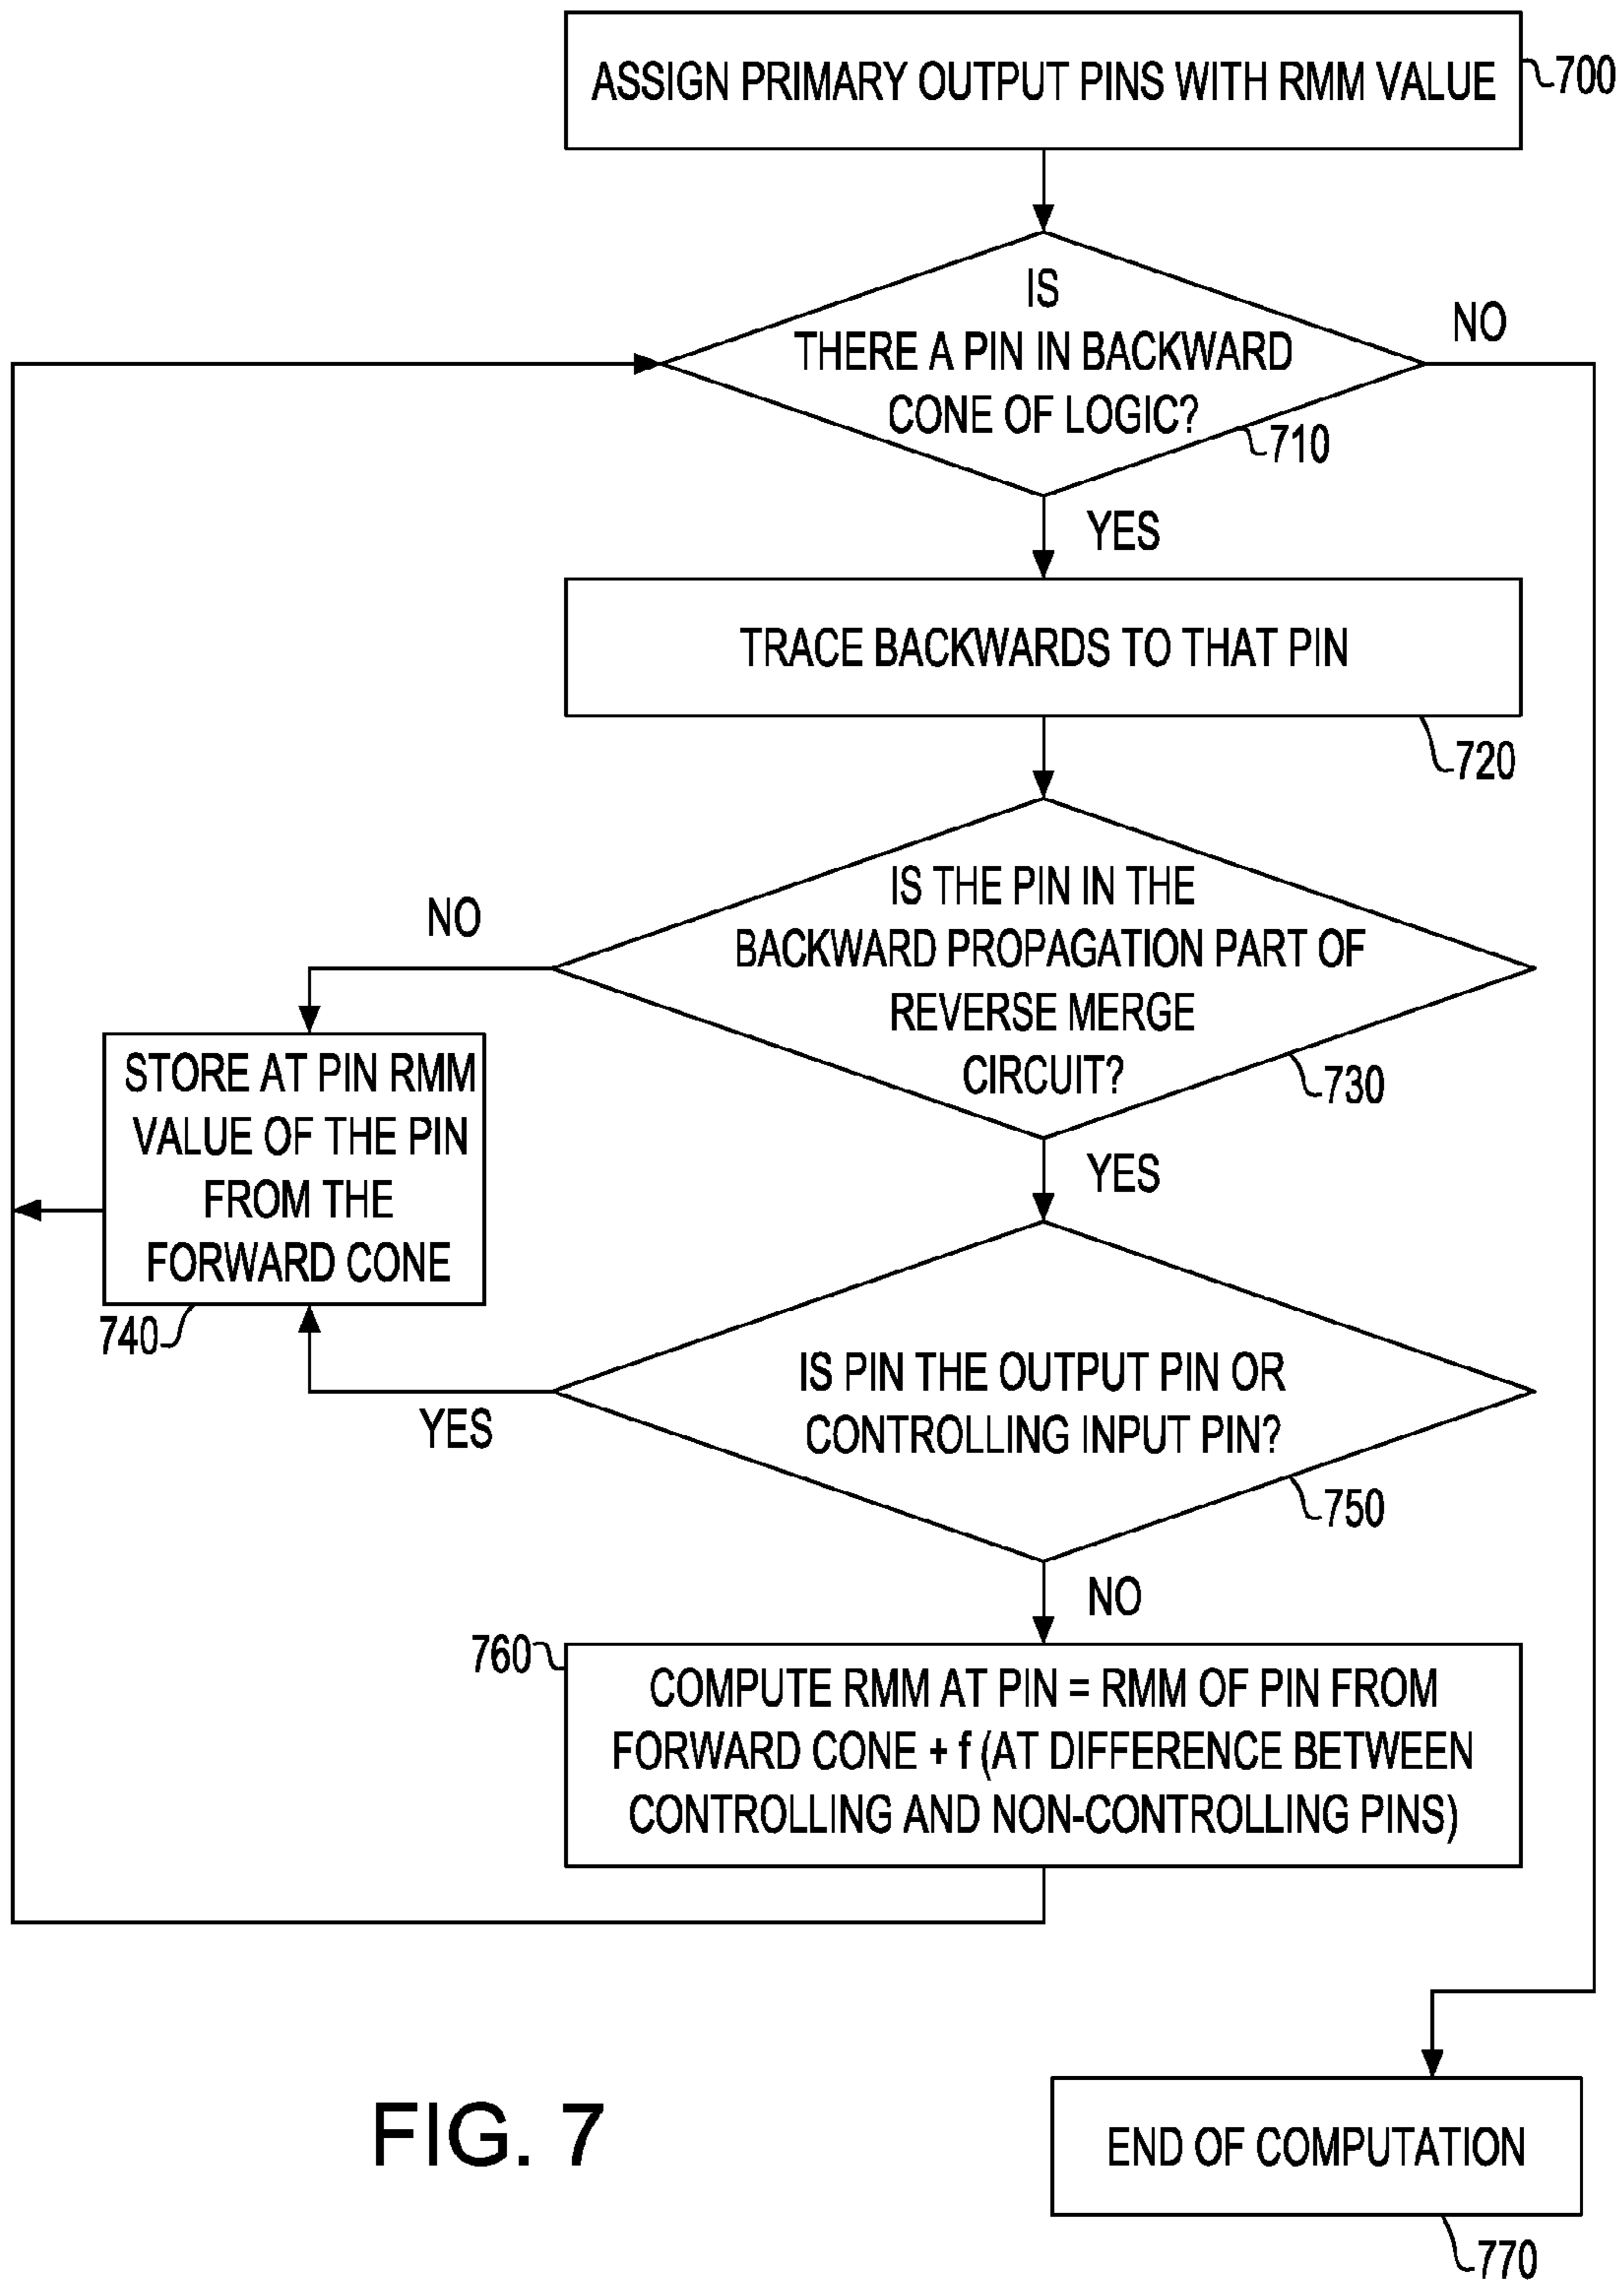 ASSIGN PRIMARY OUTPUT PINS WITH RMM VALUE
700
IS
THERE A PIN IN BACKWARD
CONE OF LOGIC?
NO
710
YES
TRACE BACKWARDS TO THAT PIN
720
IS THE PIN IN THE
BACKWARD PROPAGATION PART OF
REVERSE MERGE
CIRCUIT?
NO
730
YES
STORE AT PIN RMM
VALUE OF THE PIN
FROM THE
FORWARD CONE
740
IS PIN THE OUTPUT PIN OR
CONTROLLING INPUT PIN?
YES
750
NO
760
COMPUTE RMM AT PIN = RMM OF PIN FROM
FORWARD CONE + f (AT DIFFERENCE BETWEEN
CONTROLLING AND NON-CONTROLLING PINS)
END OF COMPUTATION
770
FIG. 7